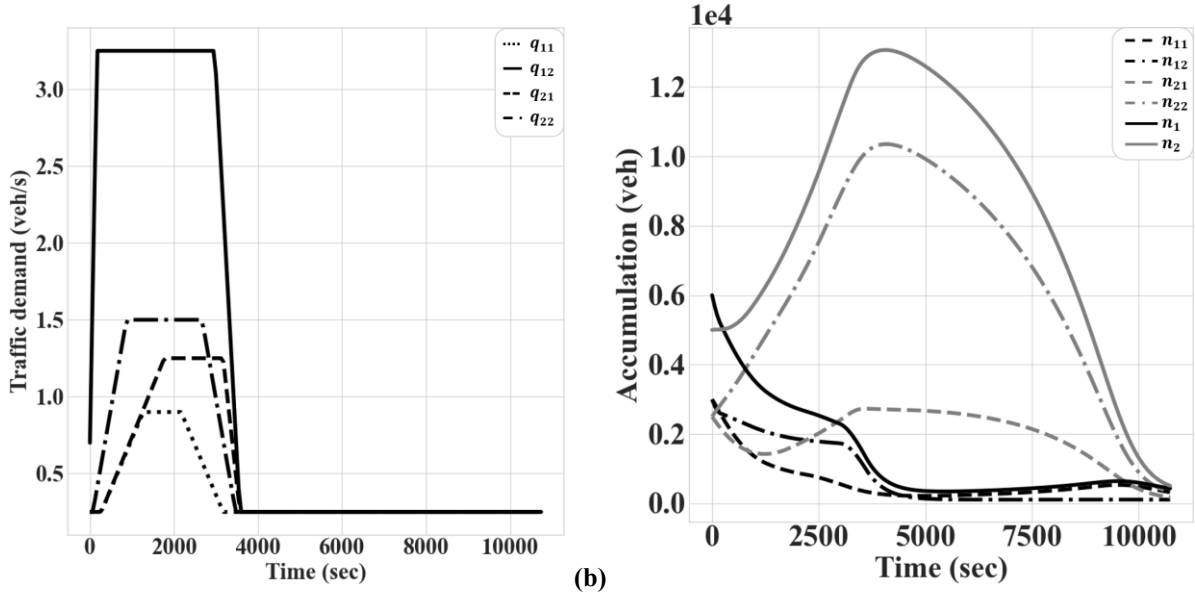 q11
q12
q21
q22
3.0
2.5
2.0
1.5
1.0
0.5
Traffic demand (veh/s)
0
2000
4000
6000
8000
10000
Time (sec)
(b)
1e4
n11
n12
n21
n22
n1
n2
1.2
1.0
0.8
0.6
0.4
0.2
0.0
Accumulation (veh)
0
2500
5000
7500
10000
Time (sec)